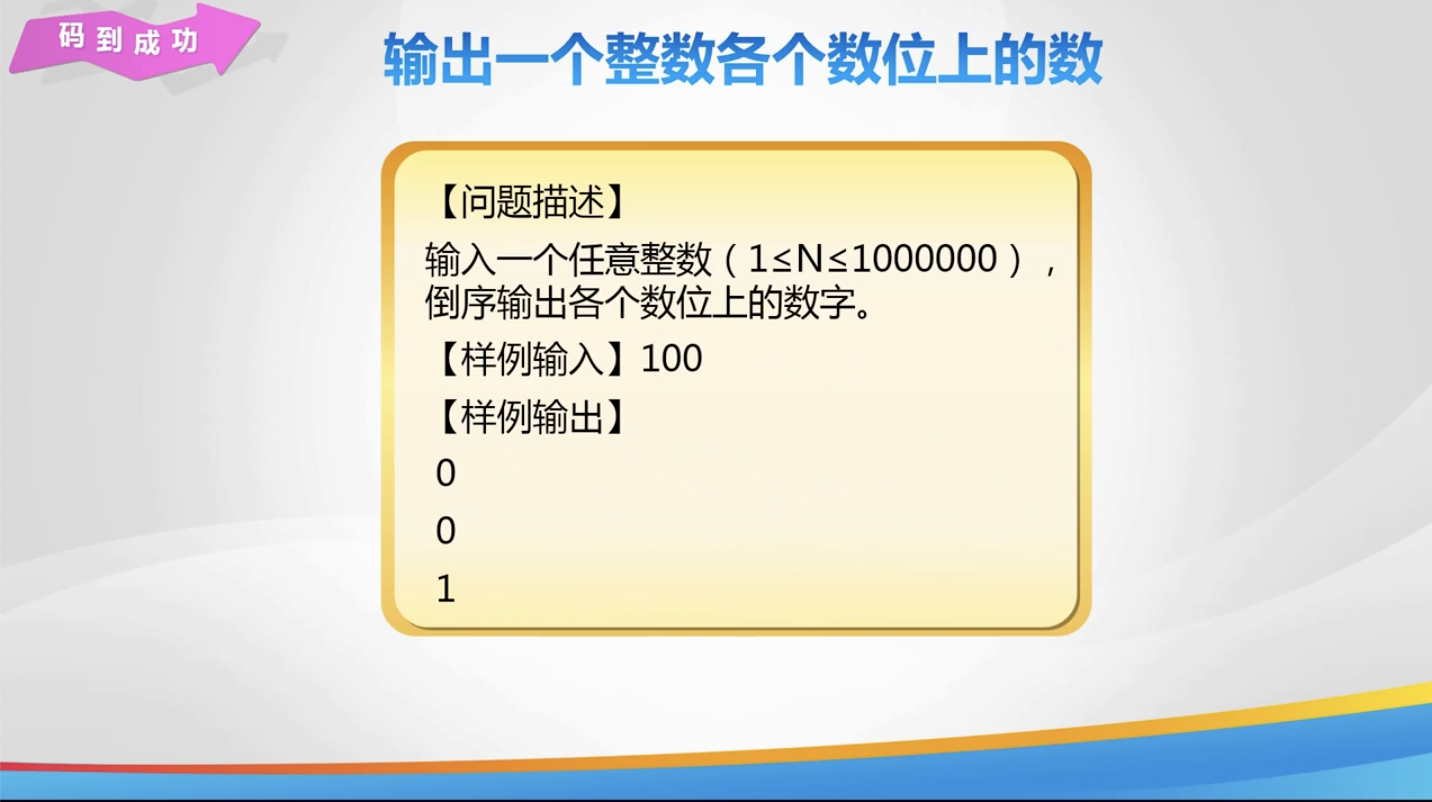 码到成功
输出一个整数各个数位上的数
【问题描述】
输入一个任意整数（1≤N≤1000000），
倒序输出各个数位上的数字。
【样例输入】100
【样例输出】
0
0
1